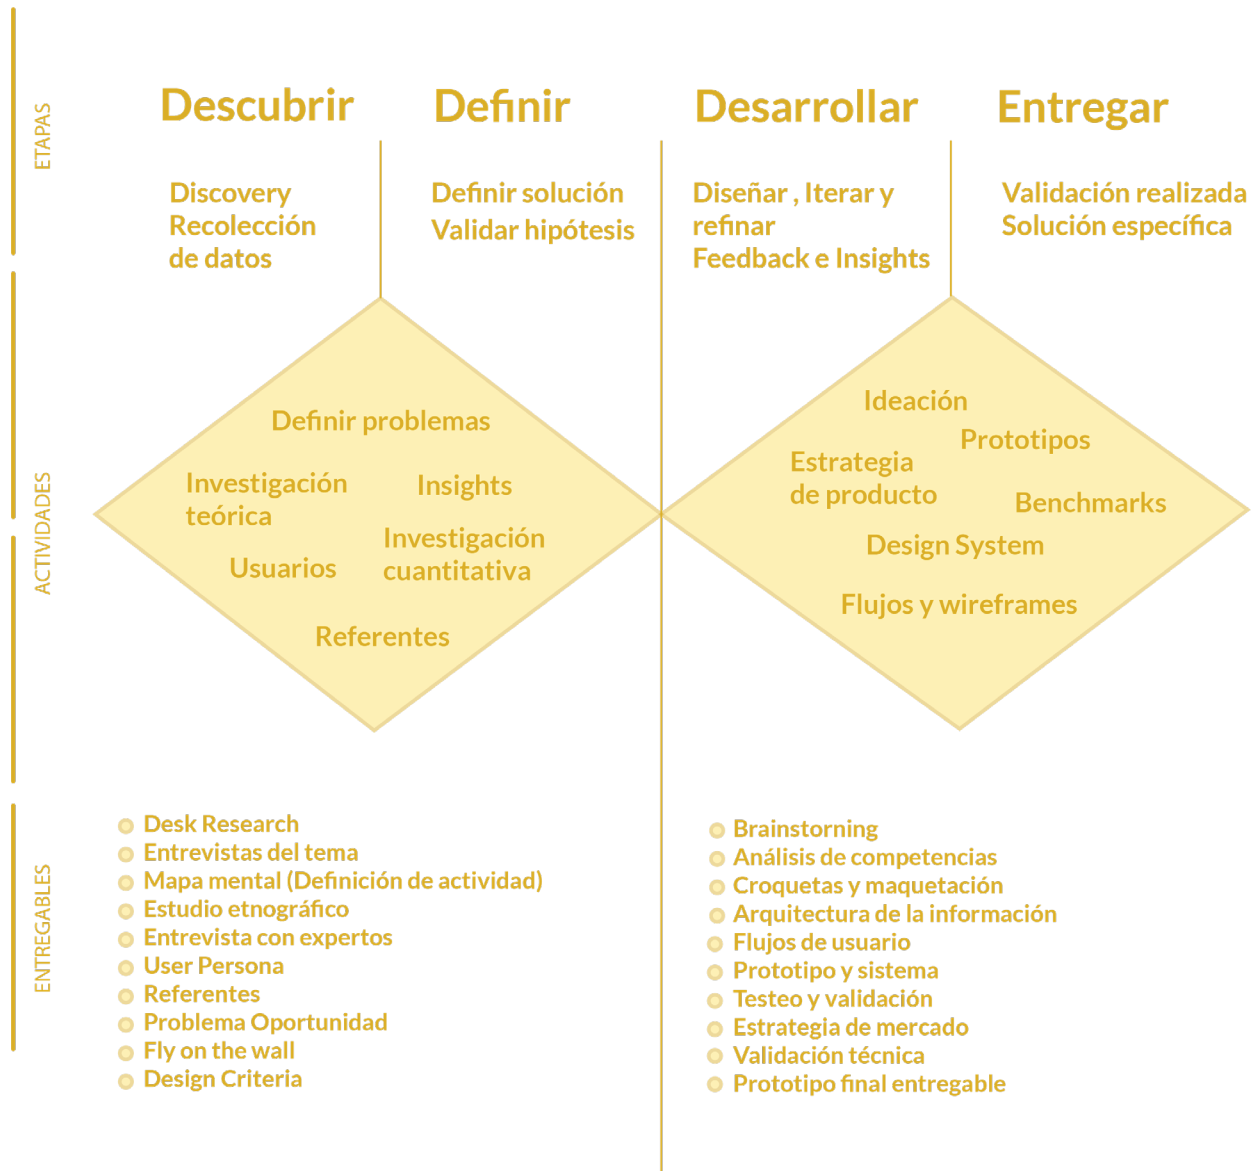 ETAPAS
Descubrir
Definir
Desarrollar
Entregar
Discovery
Recolección
de datos
Definir solución
Validar hipótesis
Diseñar , Iterar y
refinar
Feedback e Insights
Validación realizada
Solución específica
ACTIVIDADES
Definir problemas
Investigación
teórica
Insights
Usuarios
Investigación
cuantitativa
Referentes
Ideación
Prototipos
Estrategia
de producto
Benchmarks
Design System
Flujos y wireframes
ENTREGABLES
Desk Research
Entrevistas del tema
Mapa mental (Definición de actividad)
Estudio etnográfico
Entrevista con expertos
User Persona
Referentes
Problema Oportunidad
Fly on the wall
Design Criteria
Brainstorning
Análisis de competencias
Croquetas y maquetación
Arquitectura de la información
Flujos de usuario
Prototipo y sistema
Testeo y validación
Estrategia de mercado
Validación técnica
Prototipo final entregable